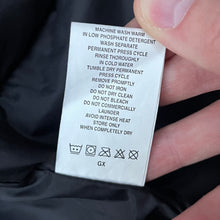 MACHINE WASH WARM
IN LOW PHOSPHATE DETERGENT
WASH SEPARATE
PERMANENT PRESS CYCLE
RINSE THOROUGHLY
IN COLD WATER
TUMBLE DRY PERMANENT
PRESS CYCLE
REMOVE PROMPTLY
DO NOT IRON
DO NOT DRY CLEAN
DO NOT BLEACH
DO NOT COMMERCIALLY
LAUNDER
AVOID INTENSE HEAT
STORE ONLY
WHEN COMPLETELY DRY
GX